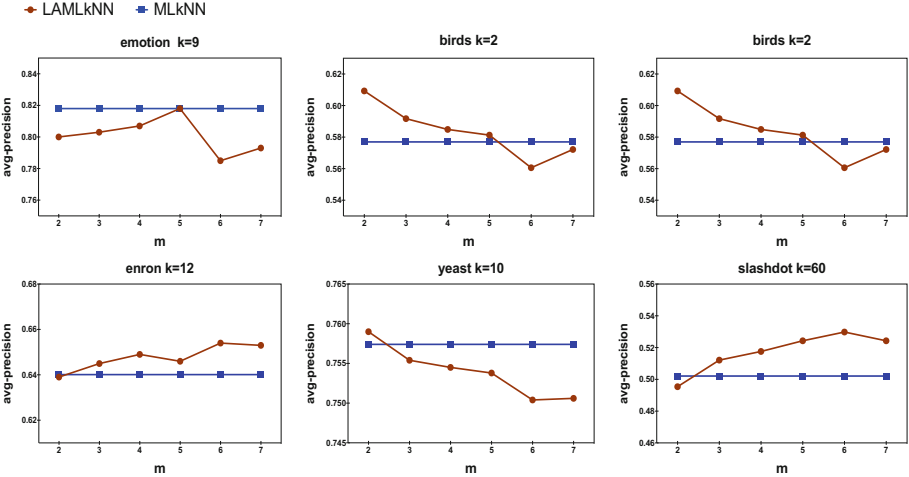 LAMLkNN MLkNN
emotion k=9
avg-precision
0.84
0.82
0.80
0.78
0.76
2 3 4 5 6 7
m
birds k=2
avg-precision
0.62
0.60
0.58
0.56
0.54
2 3 4 5 6 7
m
birds k=2
avg-precision
0.62
0.60
0.58
0.56
0.54
2 3 4 5 6 7
m
enron k=12
avg-precision
0.68
0.66
0.64
0.62
2 3 4 5 6 7
m
yeast k=10
avg-precision
0.765
0.760
0.755
0.750
0.745
2 3 4 5 6 7
m
slashdot k=60
avg-precision
0.56
0.54
0.52
0.50
0.48
0.46
2 3 4 5 6 7
m